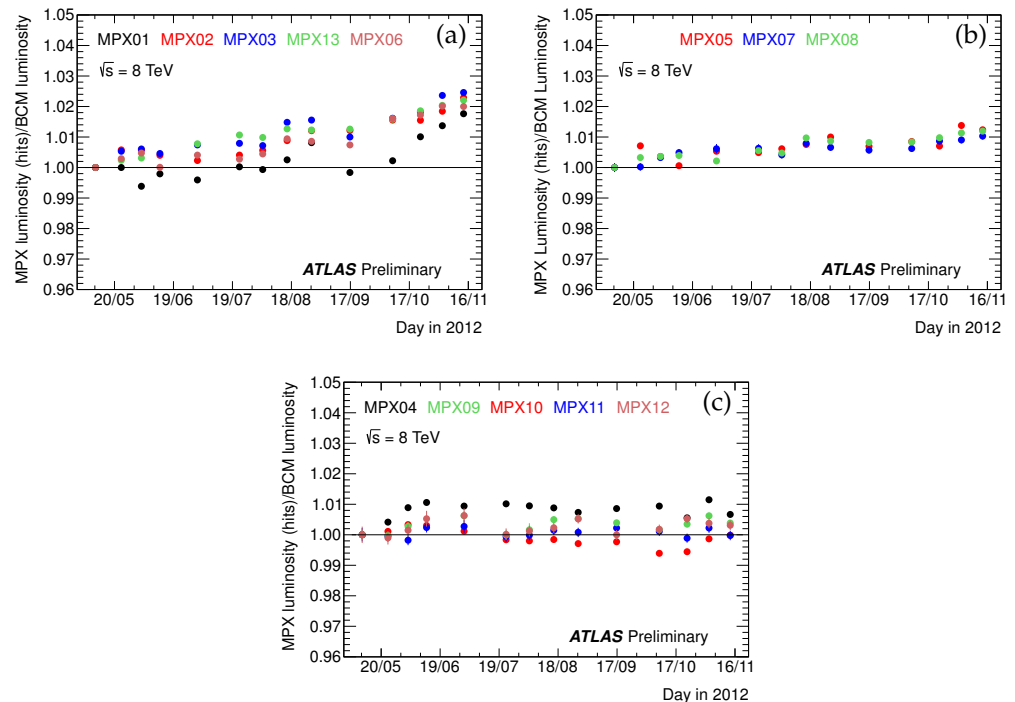 MPX luminosity (hits)/BCM luminosity
1.05
1.04
1.03
1.02
1.01
1.00
0.99
0.98
0.97
0.96
MPX01 MPX02 MPX03 MPX13 MPX06 (a)
√s = 8 TeV
ATLAS Preliminary
20/05 19/06 19/07 18/08 17/09 17/10 16/11
Day in 2012
MPX Luminosity (hits)/BCM Luminosity
1.05
1.04
1.03
1.02
1.01
1.00
0.99
0.98
0.97
0.96
MPX05 MPX07 MPX08 (b)
√s = 8 TeV
ATLAS Preliminary
20/05 19/06 19/07 18/08 17/09 17/10 16/11
Day in 2012
MPX luminosity (hits)/BCM luminosity
1.05
1.04
1.03
1.02
1.01
1.00
0.99
0.98
0.97
0.96
MPX04 MPX09 MPX10 MPX11 MPX12 (c)
√s = 8 TeV
ATLAS Preliminary
20/05 19/06 19/07 18/08 17/09 17/10 16/11
Day in 2012